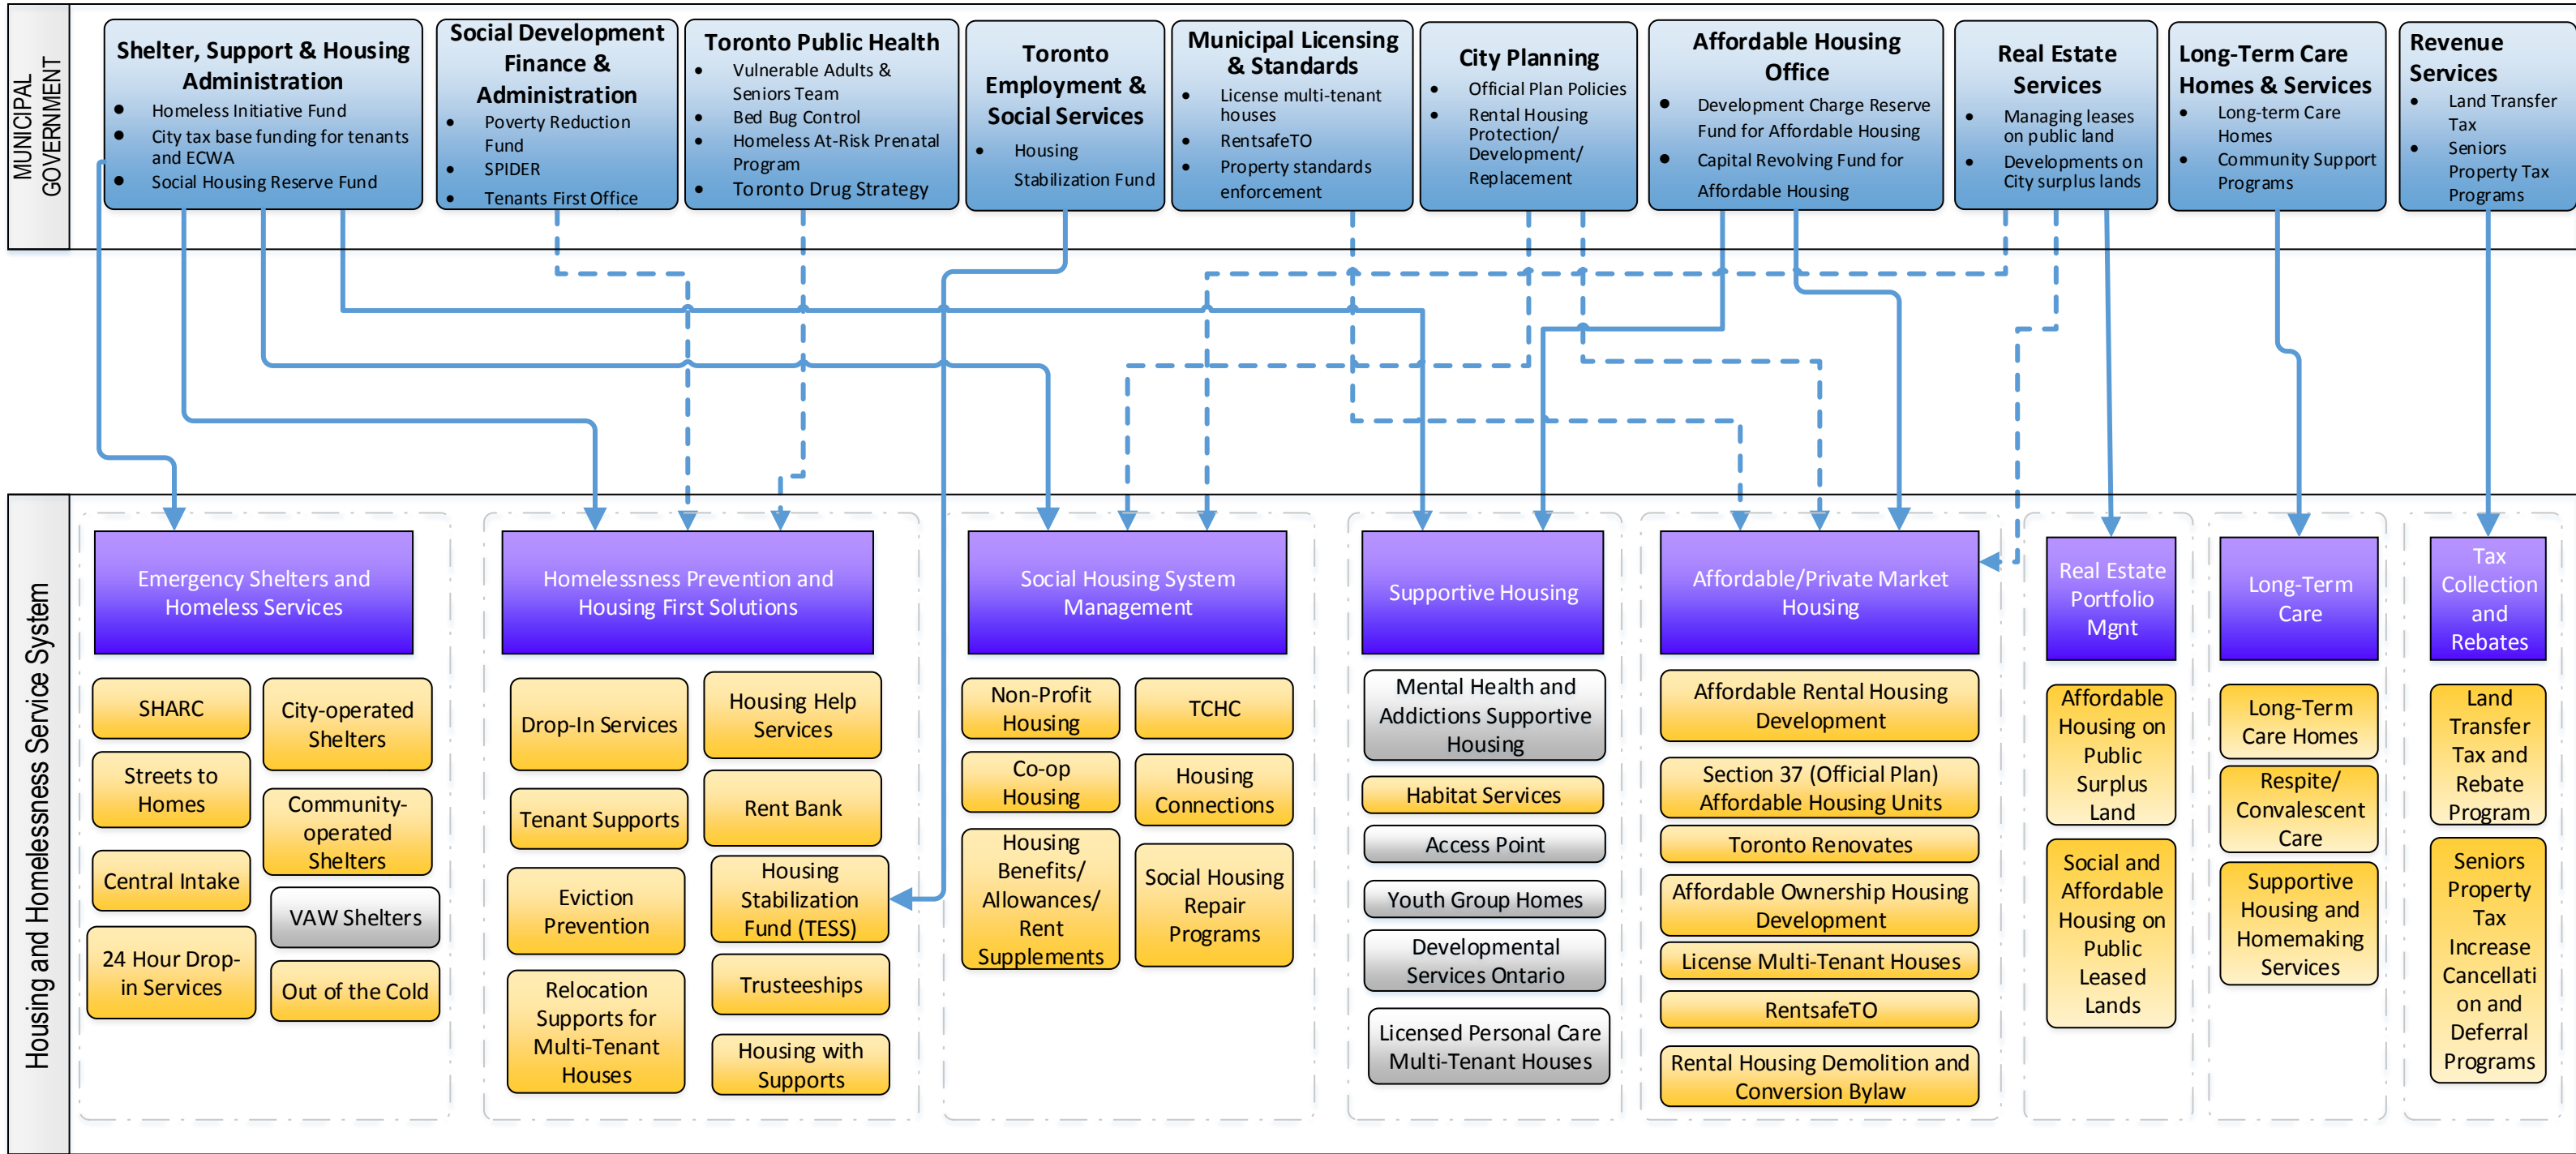 MUNICIPAL
GOVERNMENT
Shelter, Support & Housing
Administration
• Homeless Initiative Fund
• City tax base funding for tenants
and ECWA
• Social Housing Reserve Fund
Social Development
Finance &
Administration
• Poverty Reduction
Fund
• SPIDER
• Tenants First Office
Toronto Public Health
• Vulnerable Adults &
Seniors Team
• Bed Bug Control
• Homeless At-Risk Prenatal
Program
• Toronto Drug Strategy
Toronto
Employment &
Social Services
• Housing
Stabilization Fund
Municipal Licensing
& Standards
• License multi-tenant
houses
• RentsafeTO
• Property standards
enforcement
City Planning
• Official Plan Policies
• Rental Housing
Protection/
Development/
Replacement
Affordable Housing
Office
• Development Charge Reserve
Fund for Affordable Housing
• Capital Revolving Fund for
Affordable Housing
Real Estate
Services
• Managing leases
on public land
• Developments on
City surplus lands
Long-Term Care
Homes & Services
• Long-term Care
Homes
• Community Support
Programs
Revenue
Services
• Land Transfer
Tax
• Seniors
Property Tax
Programs
Housing and Homelessness Service System
Emergency Shelters and
Homeless Services
SHARC
City-operated
Shelters
Streets to
Homes
Community-
operated
Shelters
Central Intake
VAW Shelters
24 Hour Drop-
in Services
Out of the Cold
Homelessness Prevention and
Housing First Solutions
Drop-In Services
Housing Help
Services
Tenant Supports
Rent Bank
Eviction
Prevention
Housing
Stabilization
Fund (TESS)
Relocation
Supports for
Multi-Tenant
Houses
Trusteeships
Housing with
Supports
Social Housing System
Management
Non-Profit
Housing
TCHC
Co-op
Housing
Housing
Connections
Housing
Benefits/
Allowances/
Rent
Supplements
Social Housing
Repair
Programs
Supportive Housing
Mental Health and
Addictions Supportive
Housing
Habitat Services
Access Point
Youth Group Homes
Developmental
Services Ontario
Licensed Personal Care
Multi-Tenant Houses
Affordable/Private Market
Housing
Affordable Rental Housing
Development
Section 37 (Official Plan)
Affordable Housing Units
Toronto Renovates
Affordable Ownership Housing
Development
License Multi-Tenant Houses
RentsafeTO
Rental Housing Demolition and
Conversion Bylaw
Real Estate
Portfolio
Mgnt
Affordable
Housing on
Public
Surplus
Land
Social and
Affordable
Housing on
Public
Leased
Lands
Long-Term
Care
Long-Term
Care Homes
Respite/
Convalescent
Care
Supportive
Housing and
Homemaking
Services
Tax
Collection
and
Rebates
Land
Transfer
Tax and
Rebate
Program
Seniors
Property
Tax
Increase
Cancellati
on and
Deferral
Programs